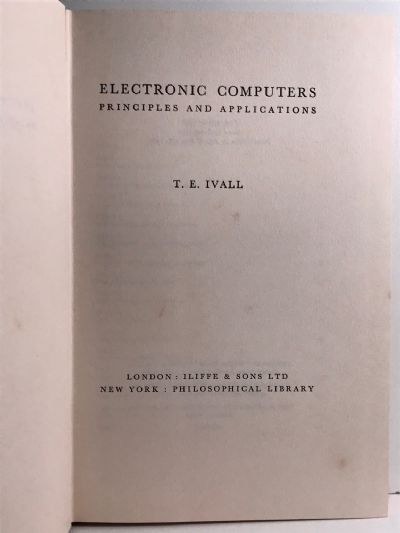 ELECTRONIC COMPUTERS
PRINCIPLES AND APPLICATIONS
T. E. IVALL
LONDON : ILIFFE & SONS LTD
NEW YORK : PHILOSOPHICAL LIBRARY